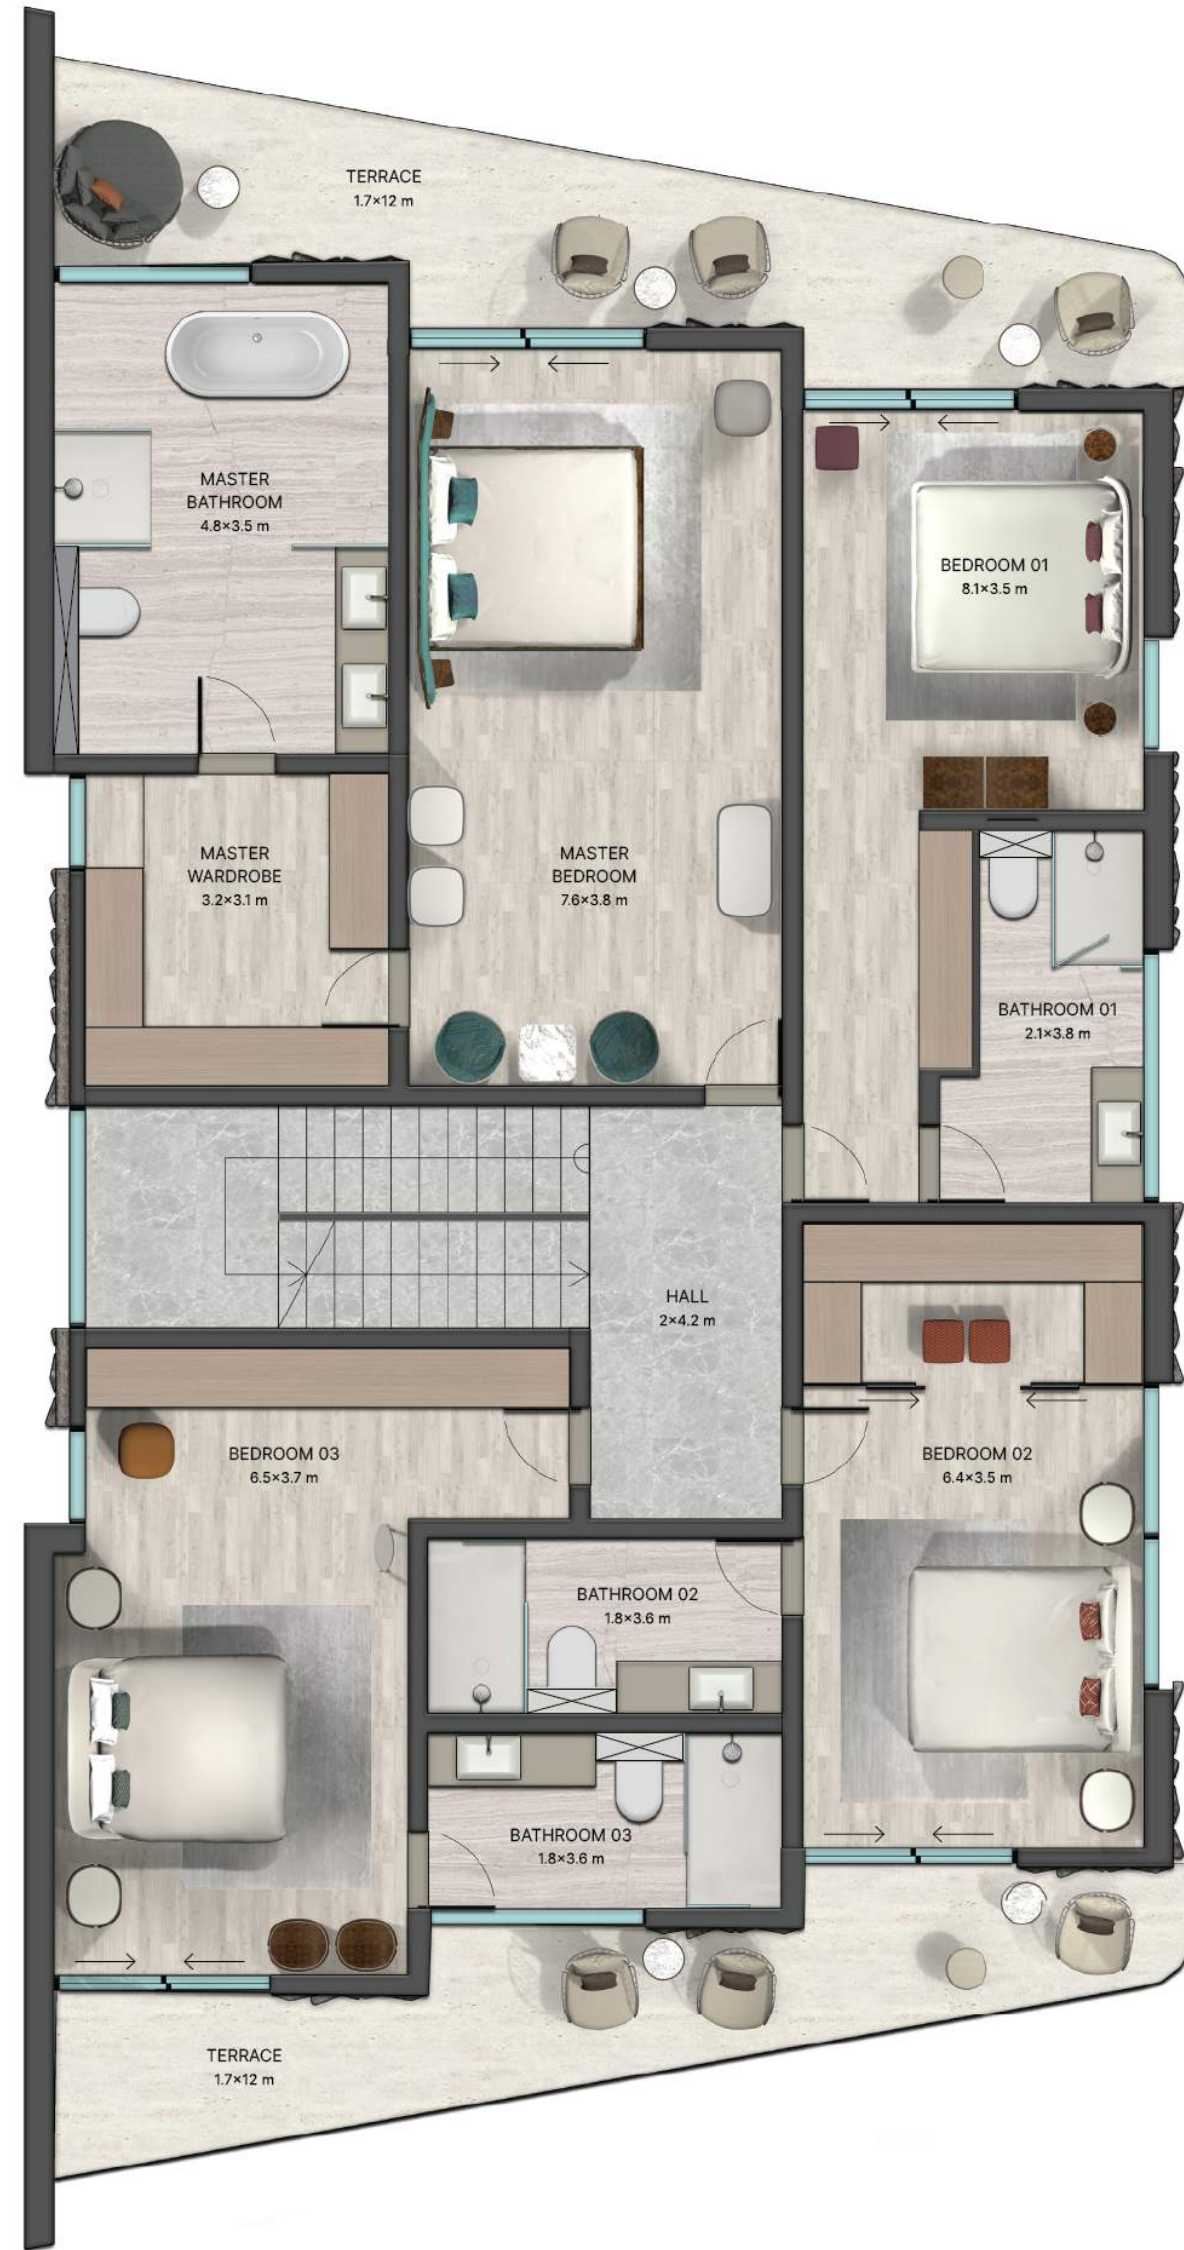 TERRACE
1.7×12 m
MASTER
BATHROOM
4.8×3.5 m
BEDROOM 01
8.1×3.5 m
MASTER
WARDROBE
3.2×3.1 m
MASTER
BEDROOM
7.6×3.8 m
BATHROOM 01
2.1×3.8 m
HALL
2×4.2 m
BEDROOM 03
6.5×3.7 m
BEDROOM 02
6.4×3.5 m
BATHROOM 02
1.8×3.6 m
BATHROOM 03
1.8×3.6 m
TERRACE
1.7×12 m